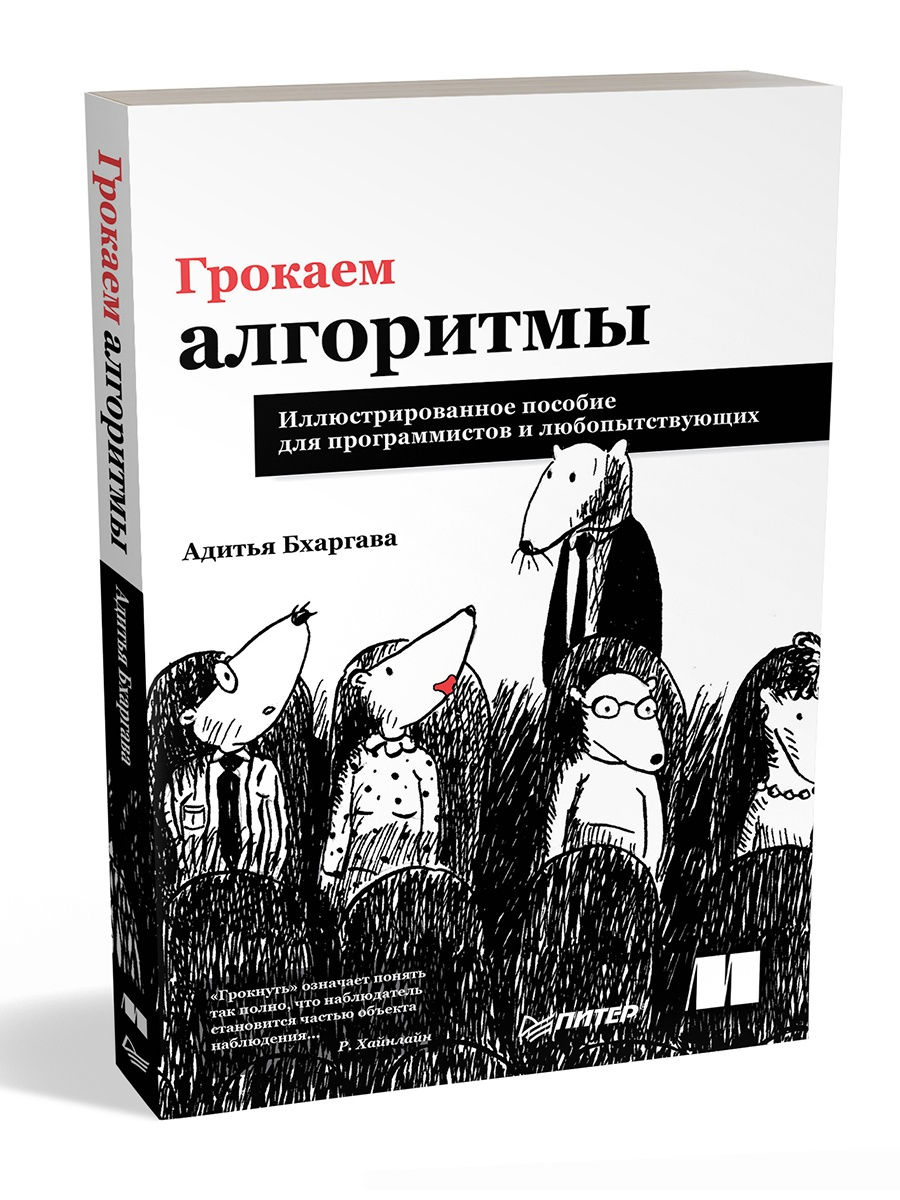 Грокаем
алгоритмы
Иллюстрированное пособие
для программистов и любопытствующих
Адитья Бхаргава
«Грокнуть» означает понять
так полно, что наблюдатель
становится частью объекта
наблюдения...
Р. Хайнлайн
ПИТЕР
Грокаем алгоритмы
Адитья Бхаргава